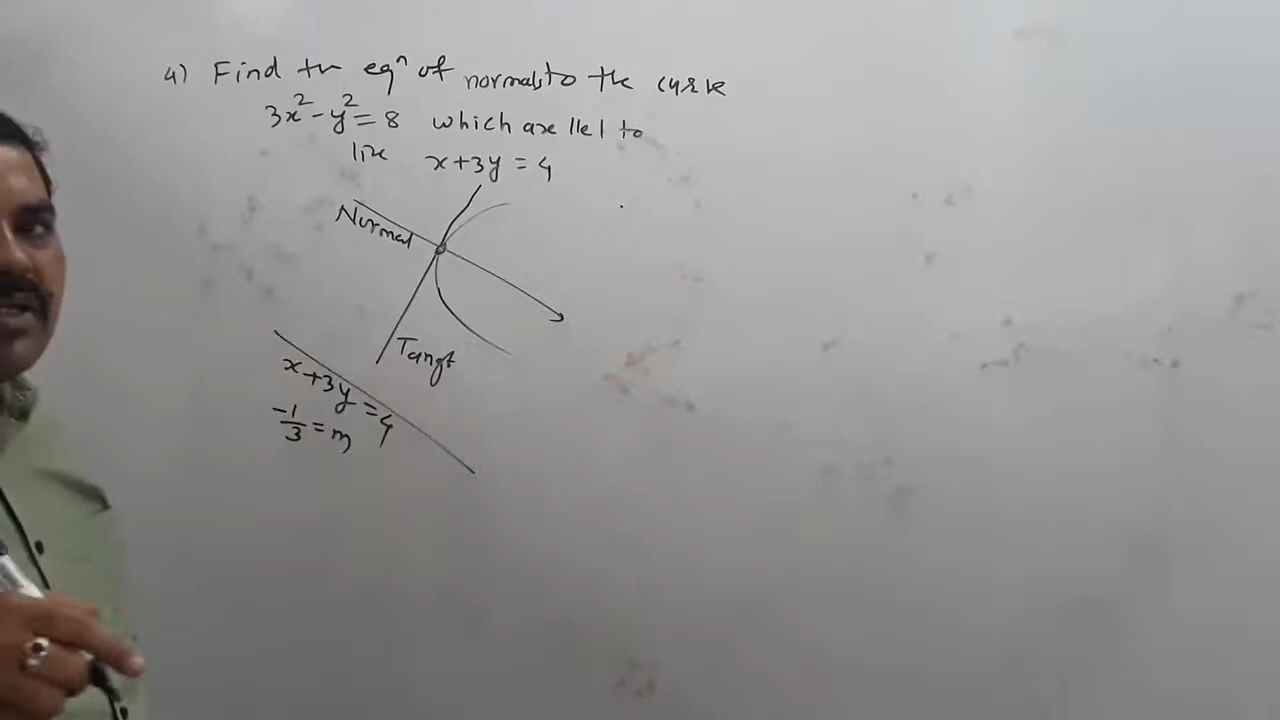 4) Find the eqⁿ of normals to the curve
3x² - y² = 8 which are llel to
line x + 3y = 4
Normal
Tangt
x + 3y = 4
-1/3 = m